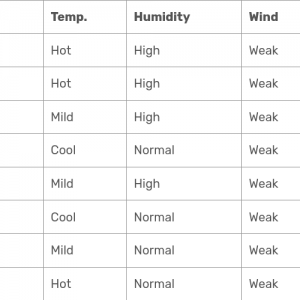 Temp. Humidity Wind
Hot High Weak
Hot High Weak
Mild High Weak
Cool Normal Weak
Mild High Weak
Cool Normal Weak
Mild Normal Weak
Hot Normal Weak